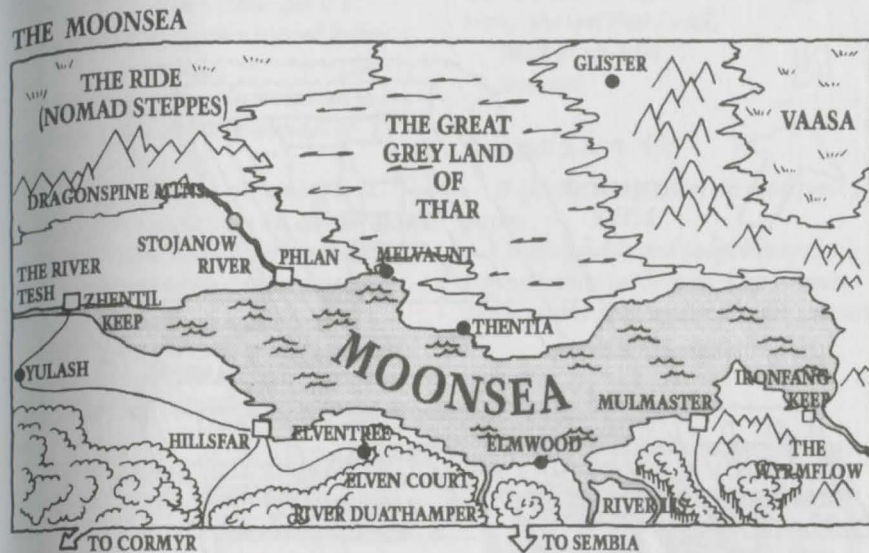 THE MOONSEA
THE RIDE
(NOMAD STEPPES)
GLISTER
VAASA
THE GREAT
GREY LAND
OF
THAR
DRAGONSPINE MTNS
STOJANOW
RIVER
PHLAN
MELVAUNT
THE RIVER
TESH
ZHENTIL
KEEP
THENTIA
YULASH
MOONSEA
IRONFANG
KEEP
MULMASTER
HILLSFAR
ELVENTREE
ELMWOOD
THE
WYRMFLOW
ELVEN COURT
RIVER DUATHAMPER
RIVER LIS
TO CORMYR
TO SEMBIA